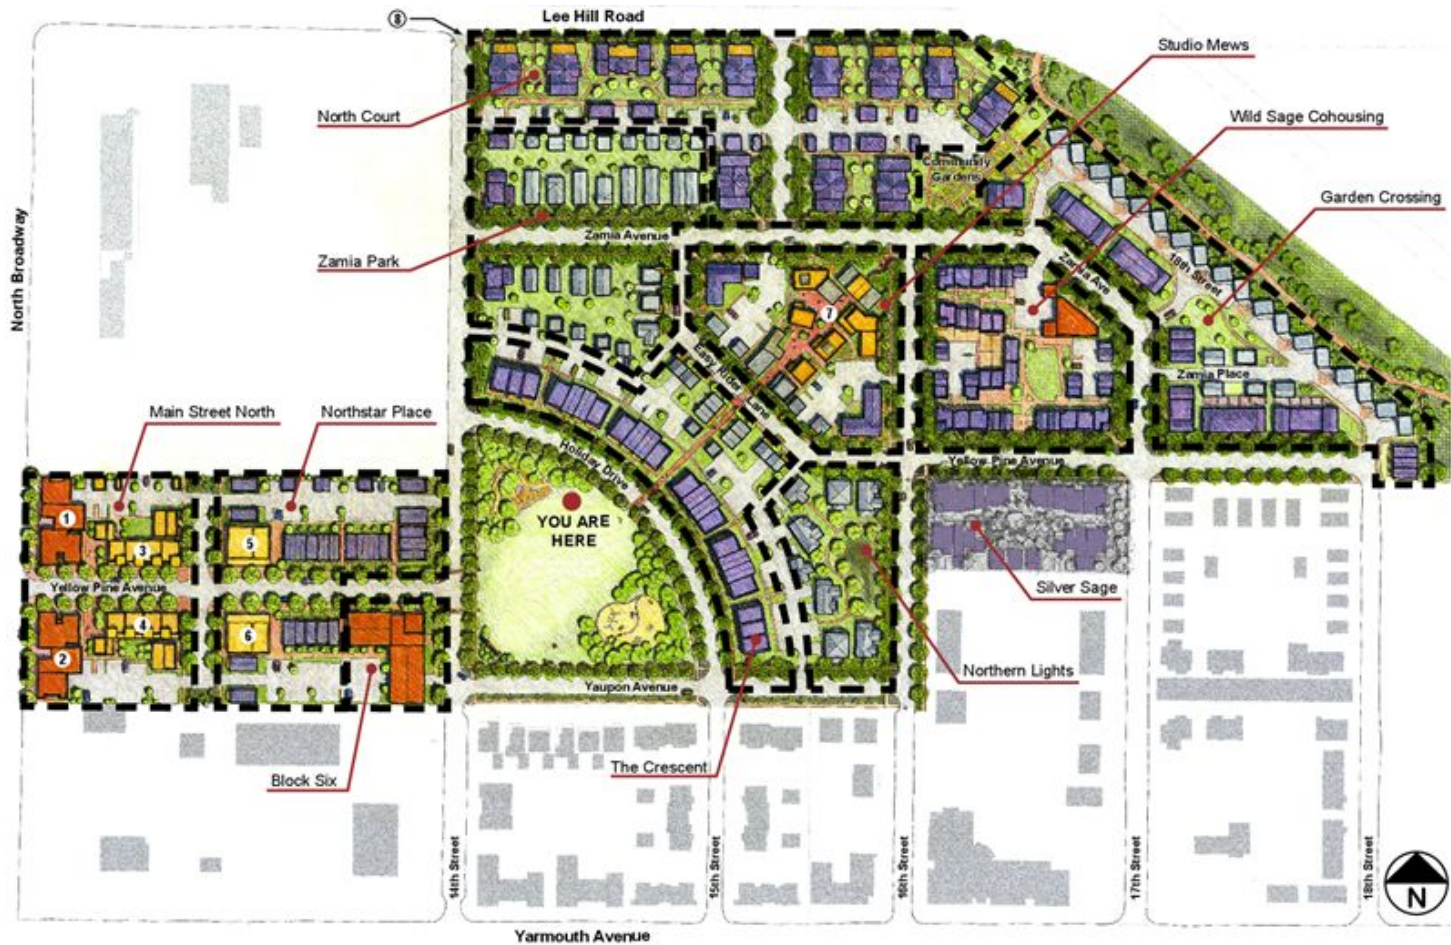 8
Lee Hill Road
Studio Mews
North Court
Wild Sage Cohousing
Community
Gardens
Garden Crossing
Zamia Avenue
Zamia Park
Zamia Ave
18th Street
North Broadway
7
Easy Rider Lane
Zamia Place
Main Street North
Northstar Place
Holiday Drive
Yellow Pine Avenue
YOU ARE
HERE
1
3
5
Yellow Pine Avenue
Silver Sage
2
4
6
Northern Lights
Yaupon Avenue
Block Six
The Crescent
14th Street
15th Street
16th Street
17th Street
18th Street
N
Yarmouth Avenue